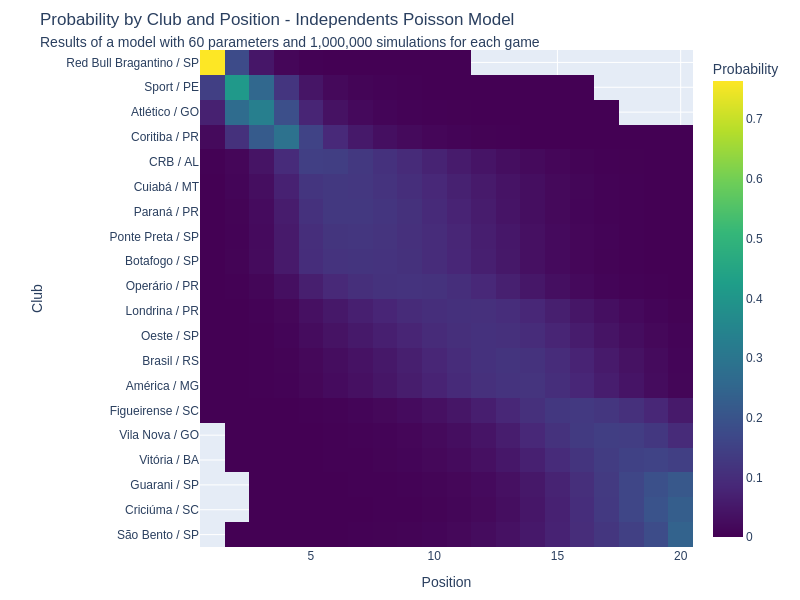 Probability by Club and Position - Independents Poisson Model
Results of a model with 60 parameters and 1,000,000 simulations for each game
Red Bull Bragantino / SP
Sport / PE
Atlético / GO
Coritiba / PR
CRB / AL
Cuiabá / MT
Paraná / PR
Ponte Preta / SP
Botafogo / SP
Operário / PR
Londrina / PR
Oeste / SP
Brasil / RS
América / MG
Figueirense / SC
Vila Nova / GO
Vitória / BA
Guarani / SP
Criciúma / SC
São Bento / SP
Club
5
10
15
20
Position
Probability
0.7
0.6
0.5
0.4
0.3
0.2
0.1
0